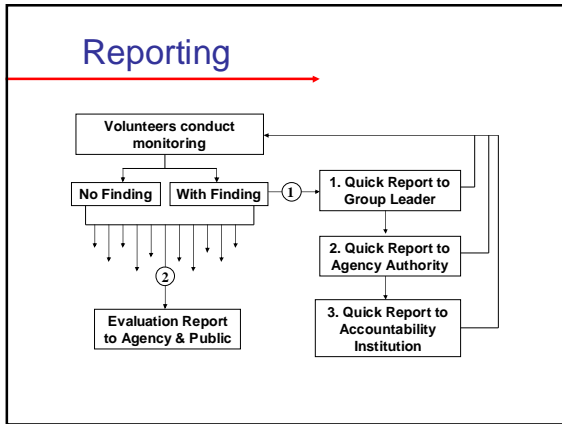 Reporting
Volunteers conduct
monitoring
No Finding
With Finding
1
1. Quick Report to
Group Leader
2. Quick Report to
Agency Authority
2
Evaluation Report
to Agency & Public
3. Quick Report to
Accountability
Institution